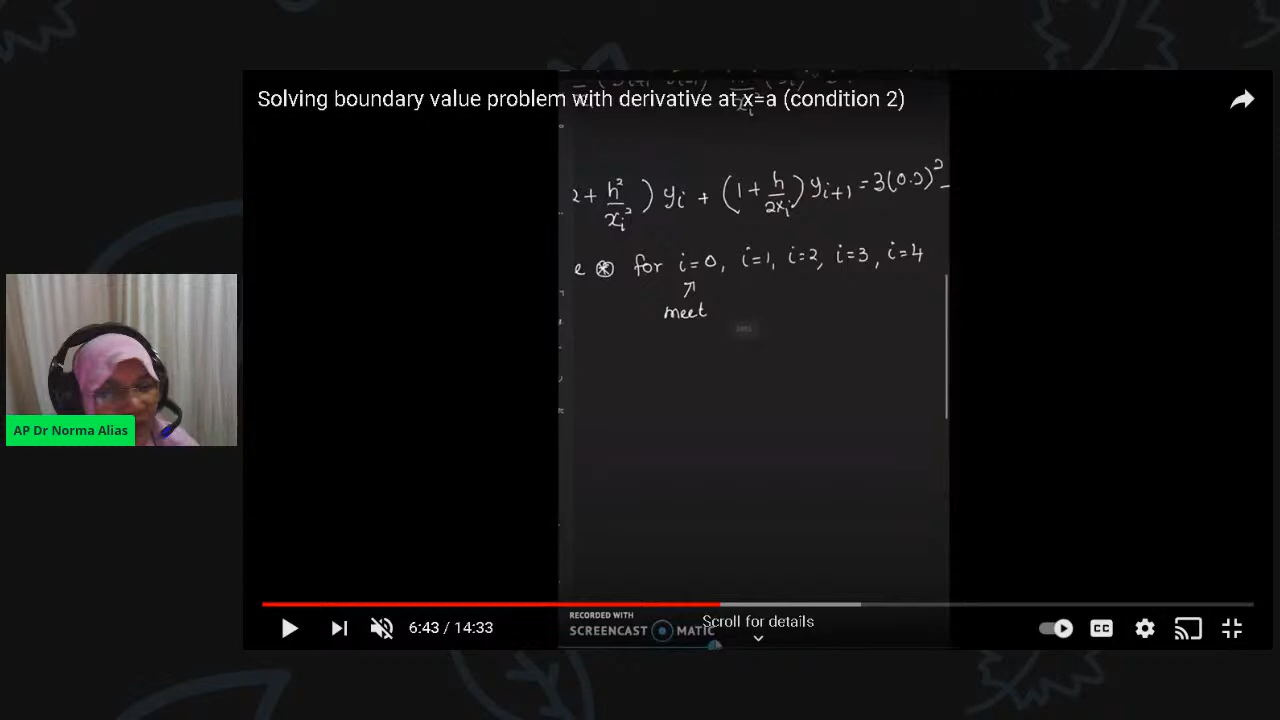 Solving boundary value problem with derivative at x=a (condition 2)
2 + h²/xᵢ² ) yᵢ + (1 + h/2xᵢ) yᵢ₊₁ = 3(0.2)²
e ⊛ for i=0, i=1, i=2, i=3, i=4
meet
AP Dr Norma Alias
RECORDED WITH
SCREENCAST MATIC
Scroll for details
6:43 / 14:33
CC